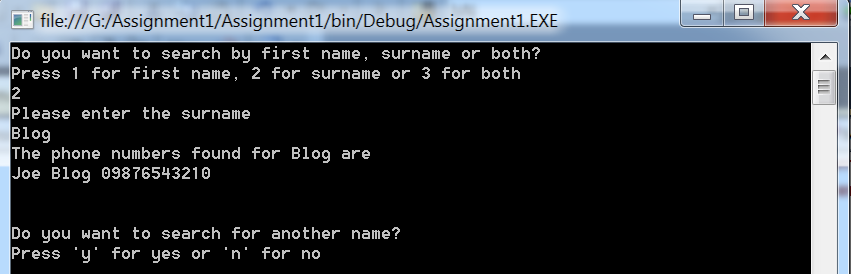 file:///G:/Assignment1/Assignment1/bin/Debug/Assignment1.EXE
Do you want to search by first name, surname or both?
Press 1 for first name, 2 for surname or 3 for both
2
Please enter the surname
Blog
The phone numbers found for Blog are
Joe Blog 09876543210
Do you want to search for another name?
Press 'y' for yes or 'n' for no